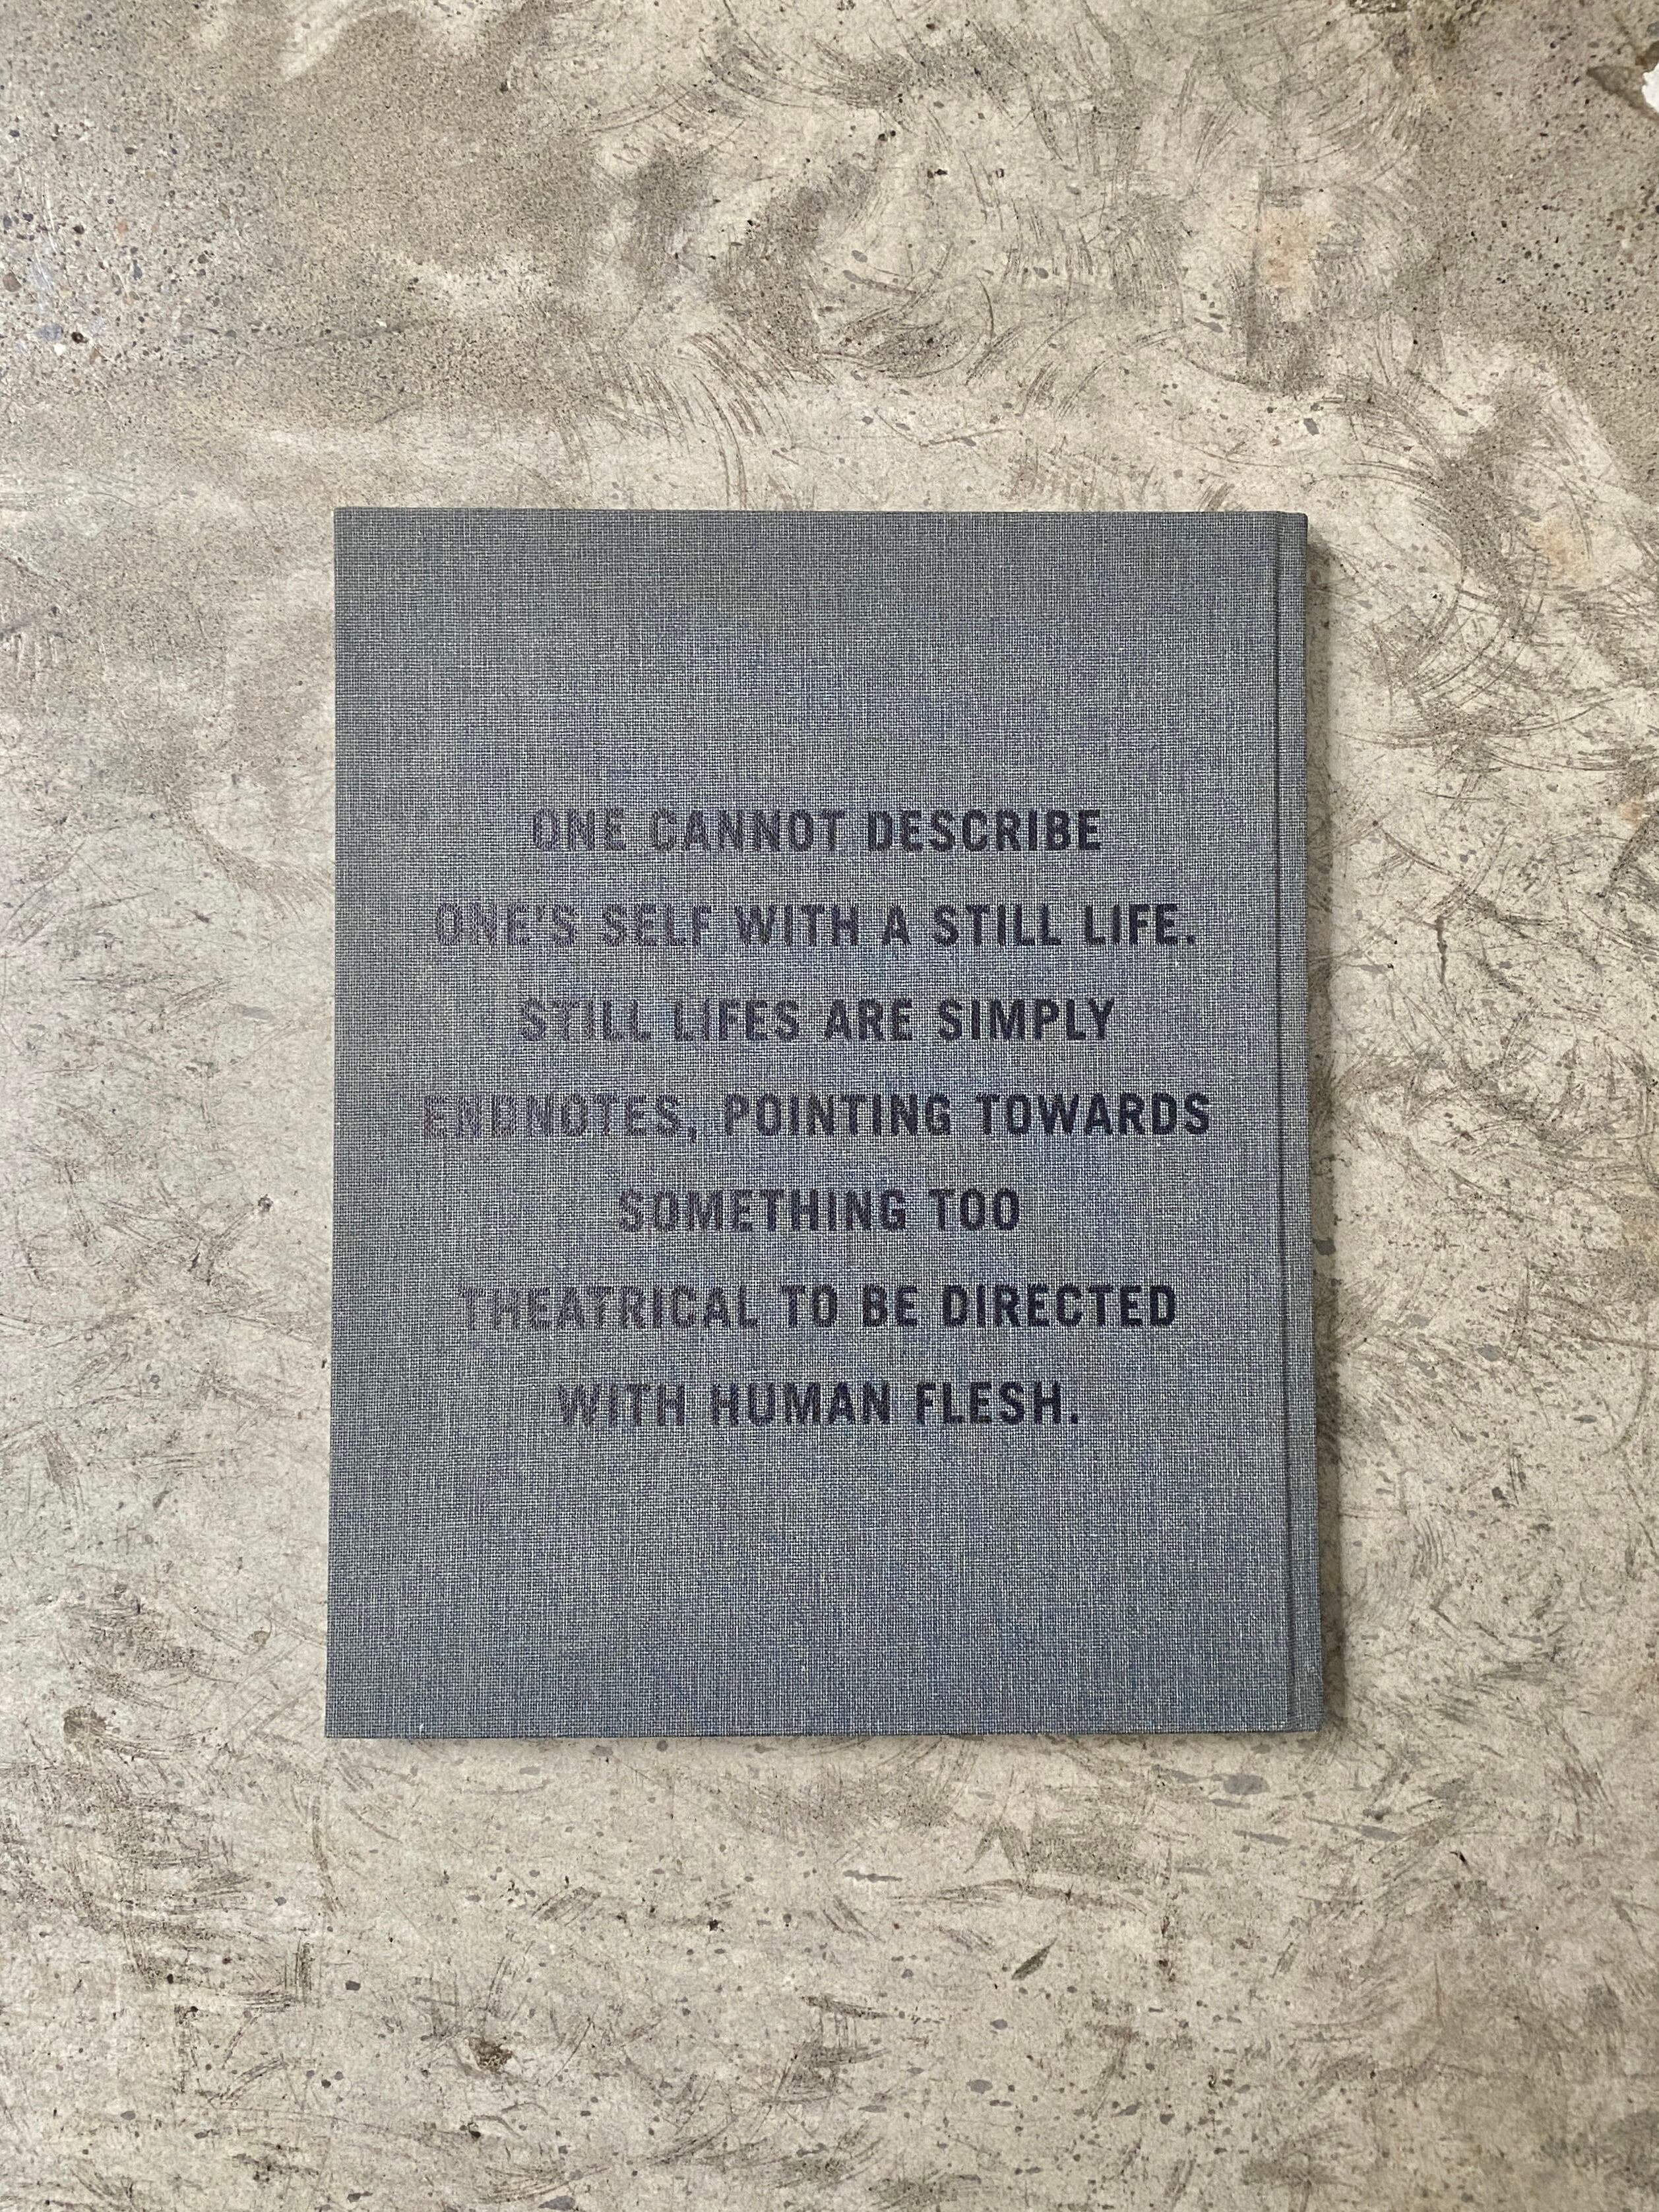 ONE CANNOT DESCRIBE
ONE'S SELF WITH A STILL LIFE.
STILL LIFES ARE SIMPLY
ENDNOTES, POINTING TOWARDS
SOMETHING TOO
THEATRICAL TO BE DIRECTED
WITH HUMAN FLESH.